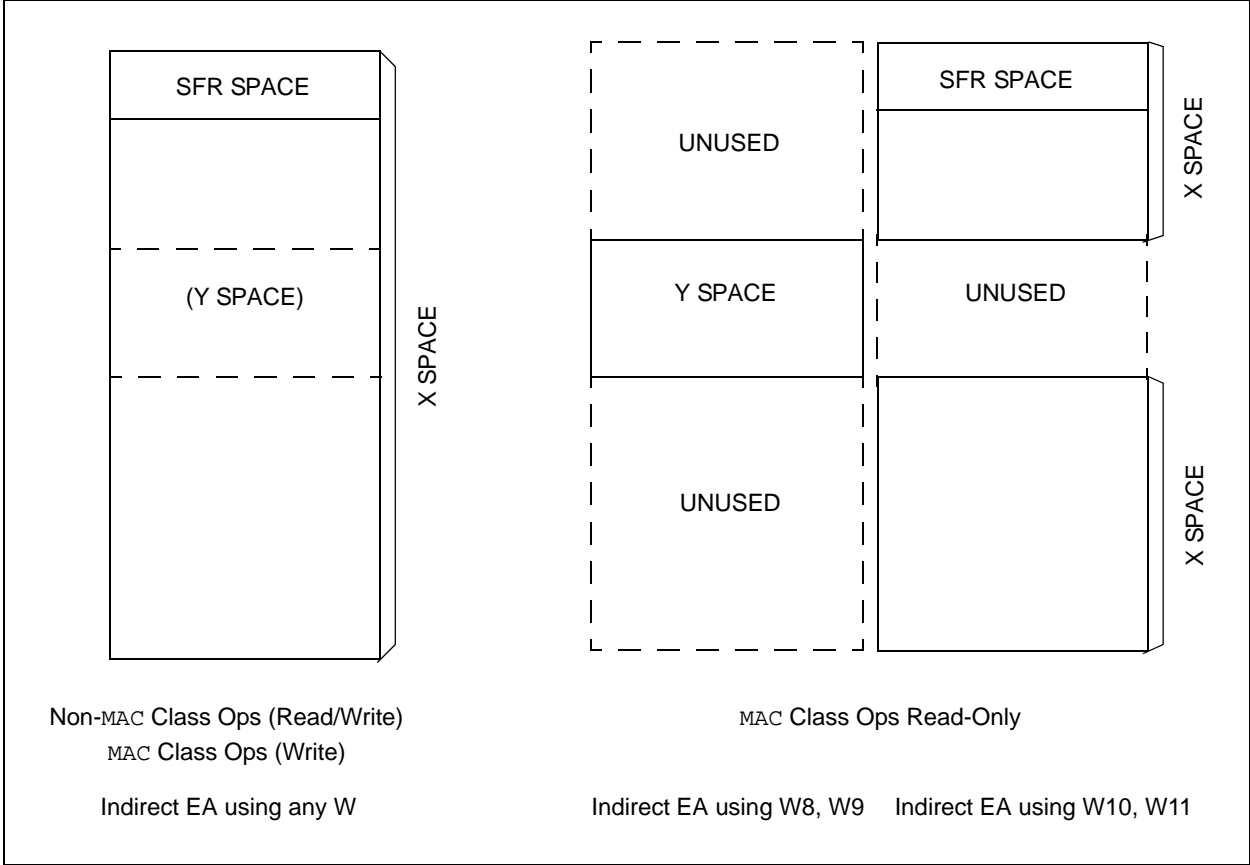 SFR SPACE
(Y SPACE)
X SPACE
Non-MAC Class Ops (Read/Write)
MAC Class Ops (Write)
Indirect EA using any W
UNUSED
Y SPACE
UNUSED
SFR SPACE
X SPACE
UNUSED
X SPACE
MAC Class Ops Read-Only
Indirect EA using W8, W9
Indirect EA using W10, W11